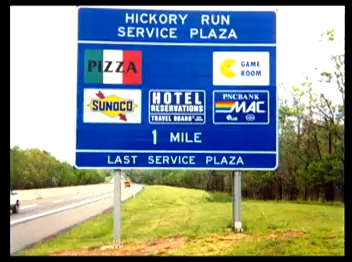 HICKORY RUN
SERVICE PLAZA
PIZZA
GAME
ROOM
SUNOCO
HOTEL
RESERVATIONS
TRAVEL BOARD
PNCBANK
MAC
1 MILE
LAST SERVICE PLAZA